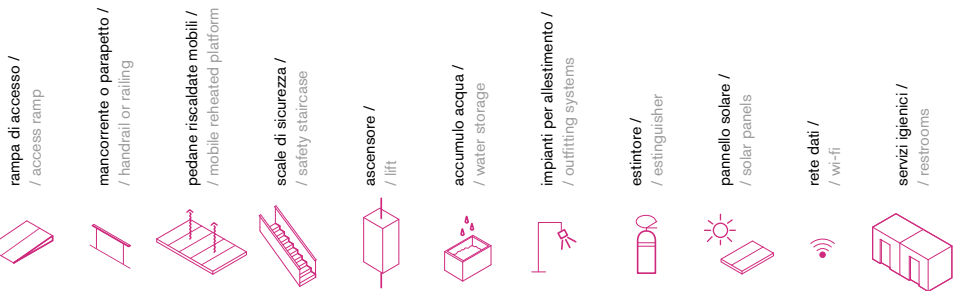 rampa di accesso /
/ access ramp
mancorrente o parapetto /
/ handrail or railing
pedane riscaldate mobili /
/ mobile reheated platform
scale di sicurezza /
/ safety staircase
ascensore /
/ lift
accumulo acqua /
/ water storage
impianti per allestimento /
/ outfitting systems
estintore /
/ estinguisher
pannello solare /
/ solar panels
rete dati /
/ wi-fi
servizi igienici /
/ restrooms